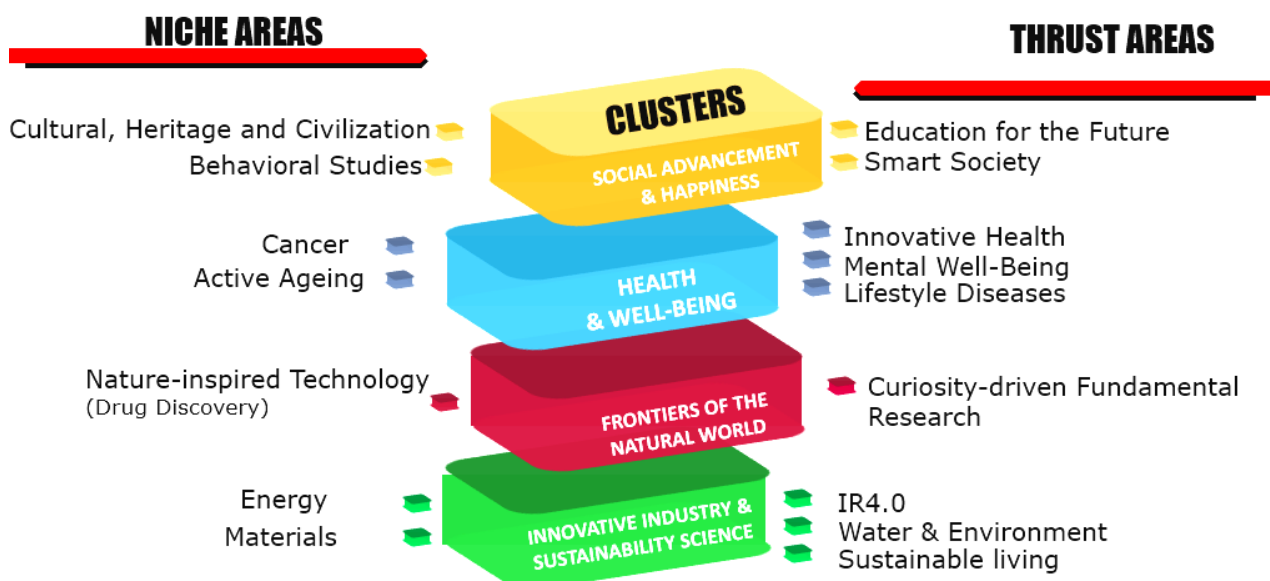 NICHE AREAS
THRUST AREAS
CLUSTERS
Cultural, Heritage and Civilization
Behavioral Studies
SOCIAL ADVANCEMENT
& HAPPINESS
Education for the Future
Smart Society
Cancer
Active Ageing
HEALTH
& WELL-BEING
Innovative Health
Mental Well-Being
Lifestyle Diseases
Nature-inspired Technology
(Drug Discovery)
FRONTIERS OF THE
NATURAL WORLD
Curiosity-driven Fundamental
Research
Energy
Materials
INNOVATIVE INDUSTRY &
SUSTAINABILITY SCIENCE
IR4.0
Water & Environment
Sustainable living